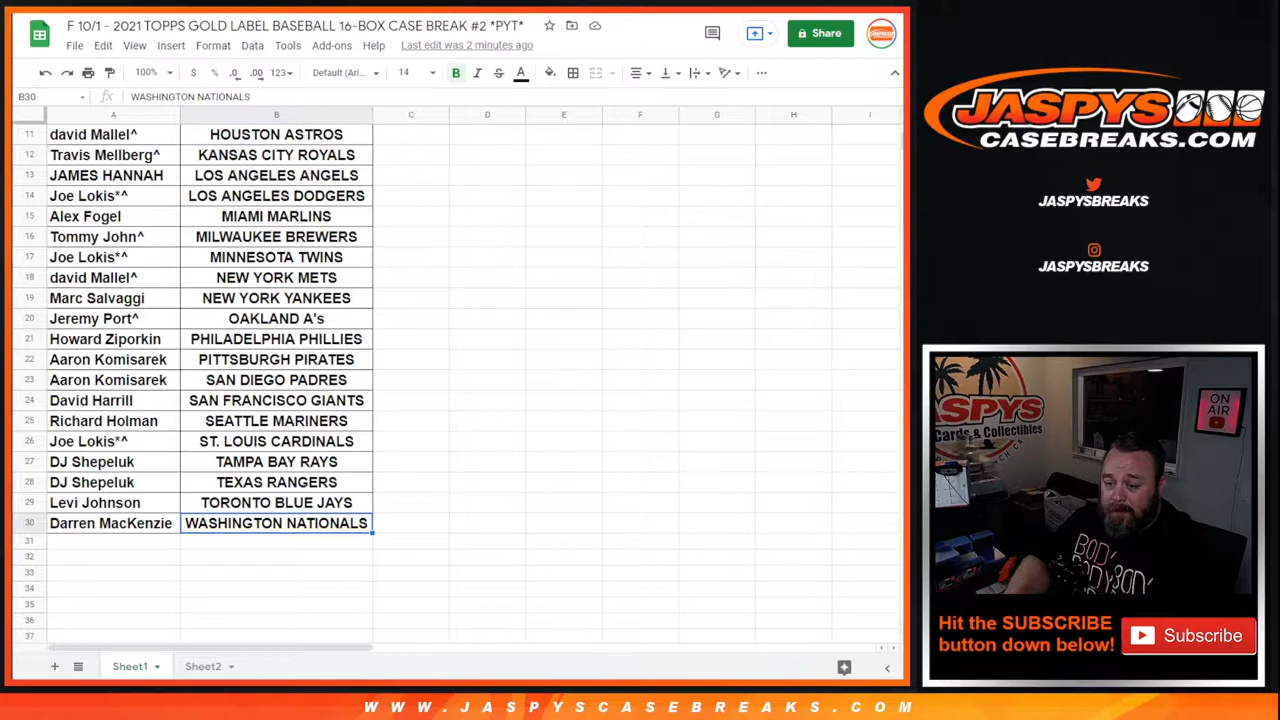 F 10/1 - 2021 TOPPS GOLD LABEL BASEBALL 16-BOX CASE BREAK #2 *PYT*
File Edit View Insert Format Data Tools Add-ons Help Last edit was 2 minutes ago
Share
100% $ % .0 .00 123 Default (Ari... 14 B I S A
B30 fx WASHINGTON NATIONALS
A B C D E F G H I
11 david Mallel^ HOUSTON ASTROS
12 Travis Mellberg^ KANSAS CITY ROYALS
13 JAMES HANNAH LOS ANGELES ANGELS
14 Joe Lokis*^ LOS ANGELES DODGERS
15 Alex Fogel MIAMI MARLINS
16 Tommy John^ MILWAUKEE BREWERS
17 Joe Lokis*^ MINNESOTA TWINS
18 david Mallel^ NEW YORK METS
19 Marc Salvaggi NEW YORK YANKEES
20 Jeremy Port^ OAKLAND A's
21 Howard Ziporkin PHILADELPHIA PHILLIES
22 Aaron Komisarek PITTSBURGH PIRATES
23 Aaron Komisarek SAN DIEGO PADRES
24 David Harrill SAN FRANCISCO GIANTS
25 Richard Holman SEATTLE MARINERS
26 Joe Lokis*^ ST. LOUIS CARDINALS
27 DJ Shepeluk TAMPA BAY RAYS
28 DJ Shepeluk TEXAS RANGERS
29 Levi Johnson TORONTO BLUE JAYS
30 Darren MacKenzie WASHINGTON NATIONALS
31
32
33
34
35
36
37
Sheet1 Sheet2
JASPYS
CASEBREAKS.COM
JASPYSBREAKS
JASPYSBREAKS
ASPYS
Cards & Collectibles
ON
AIR
Hit the SUBSCRIBE
button down below!
Subscribe
WWW.JASPYSCASEBREAKS.COM